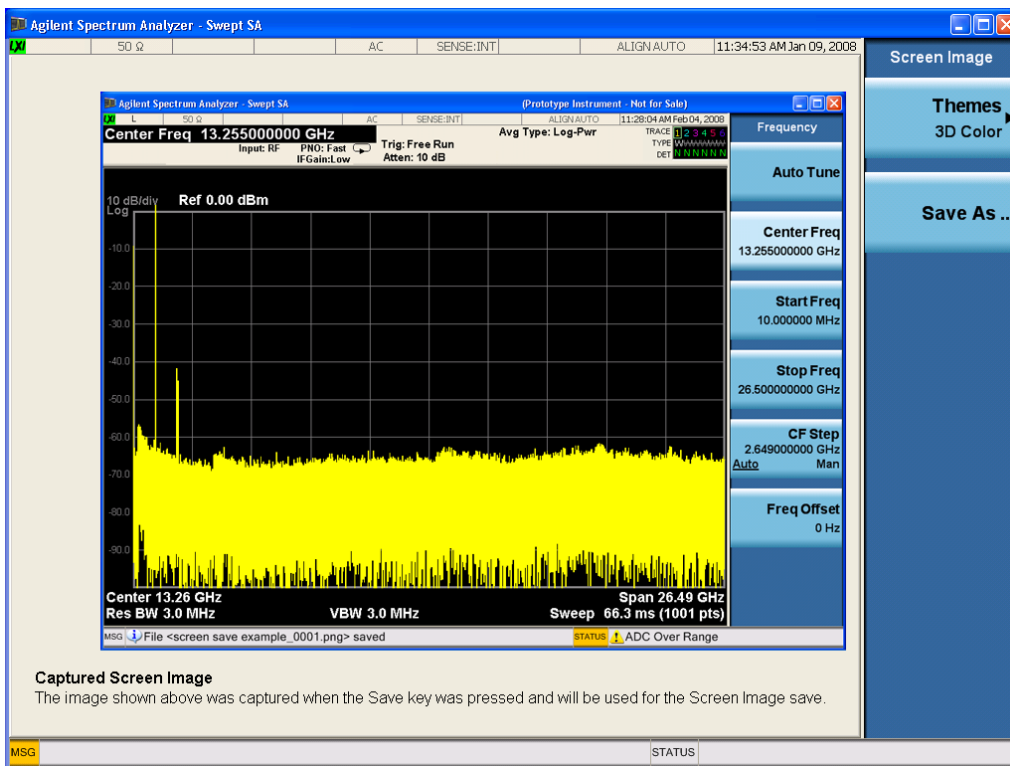 Agilent Spectrum Analyzer - Swept SA
LXI 50 Ω AC SENSE:INT ALIGN AUTO 11:34:53 AM Jan 09, 2008
Screen Image
Themes
3D Color
Save As ..
Agilent Spectrum Analyzer - Swept SA (Prototype Instrument - Not for Sale)
LXI L 50 Ω AC SENSE:INT ALIGNAUTO 11:28:04 AM Feb 04, 2008
Center Freq 13.255000000 GHz
Input: RF PNO: Fast
IFGain:Low
Trig: Free Run
Atten: 10 dB
Avg Type: Log-Pwr
TRACE 1 2 3 4 5 6
TYPE WWWWWW
DET N N N N N N
Frequency
Auto Tune
Center Freq
13.255000000 GHz
Start Freq
10.000000 MHz
Stop Freq
26.500000000 GHz
CF Step
2.649000000 GHz
Auto Man
Freq Offset
0 Hz
10 dB/div Ref 0.00 dBm
Log
-10.0
-20.0
-30.0
-40.0
-50.0
-60.0
-70.0
-80.0
-90.0
Center 13.26 GHz Span 26.49 GHz
Res BW 3.0 MHz VBW 3.0 MHz Sweep 66.3 ms (1001 pts)
MSG File <screen save example_0001.png> saved STATUS ADC Over Range
Captured Screen Image
The image shown above was captured when the Save key was pressed and will be used for the Screen Image save.
MSG STATUS